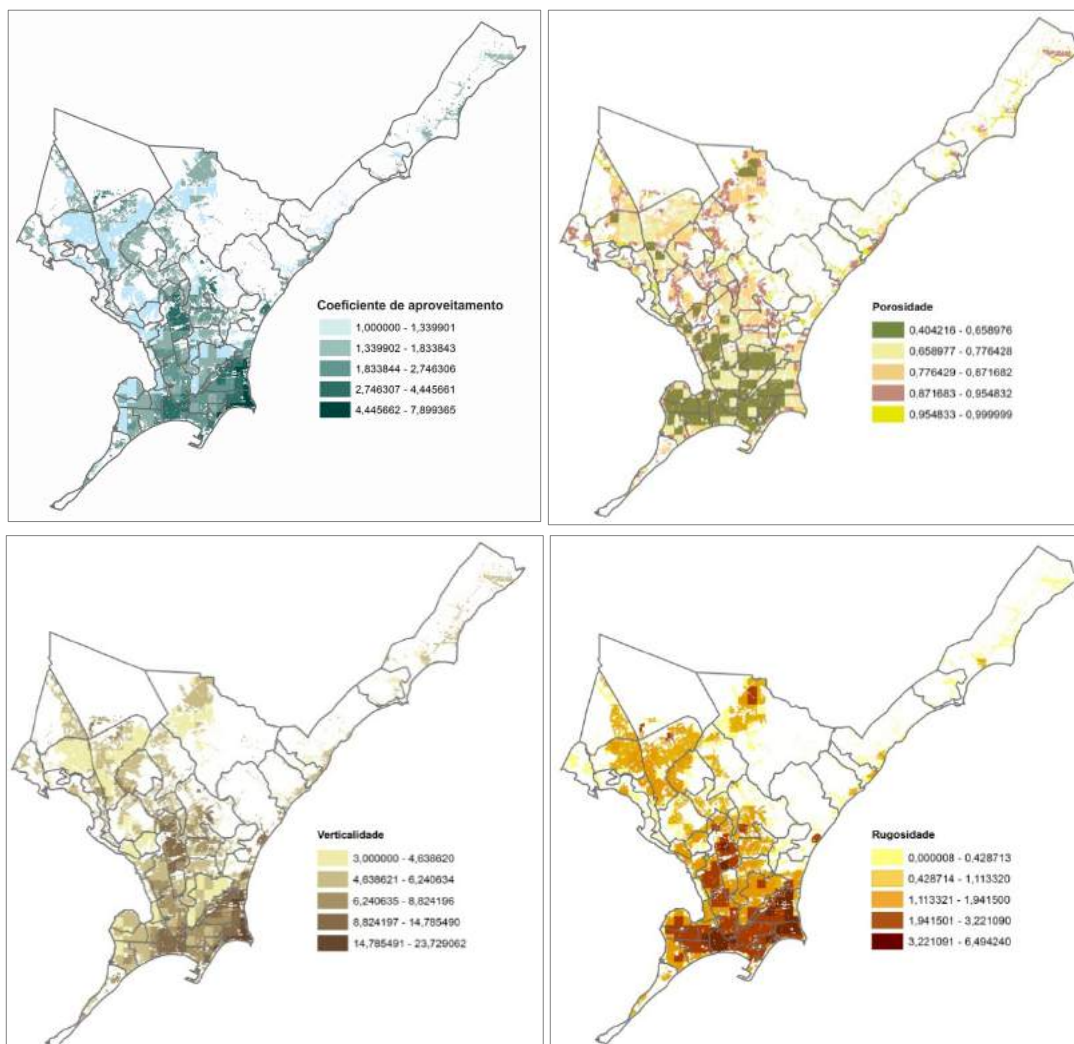 Coeficiente de aproveitamento
1,000000 - 1,339901
1,339902 - 1,833843
1,833844 - 2,746306
2,746307 - 4,445661
4,445662 - 7,899365
Porosidade
0,404216 - 0,658976
0,658977 - 0,776428
0,776429 - 0,871682
0,871683 - 0,954832
0,954833 - 0,999999
Verticalidade
3,000000 - 4,638620
4,638621 - 6,240634
6,240635 - 8,824196
8,824197 - 14,785490
14,785491 - 23,729062
Rugosidade
0,000008 - 0,428713
0,428714 - 1,113320
1,113321 - 1,941500
1,941501 - 3,221090
3,221091 - 6,494240